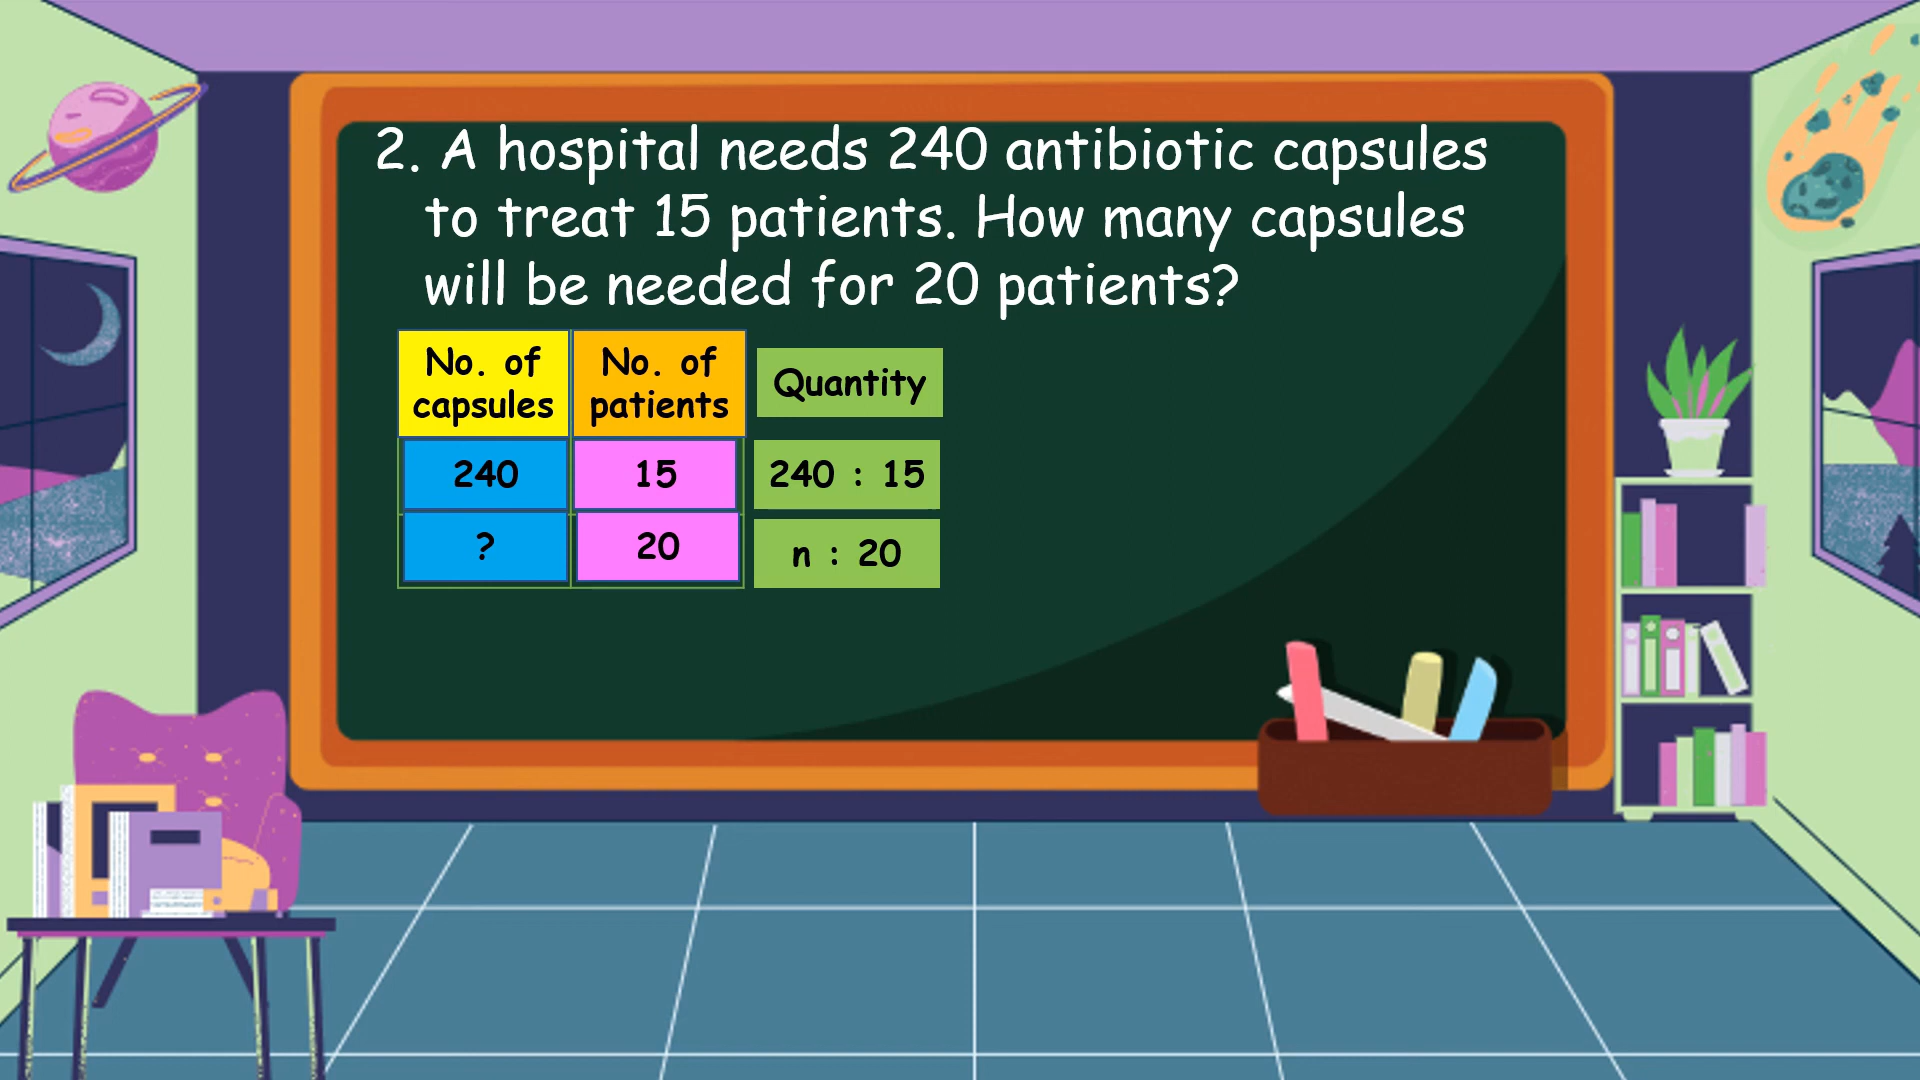 2. A hospital needs 240 antibiotic capsules
to treat 15 patients. How many capsules
will be needed for 20 patients?
No. of capsules
No. of patients
Quantity
240
15
240 : 15
?
20
n : 20